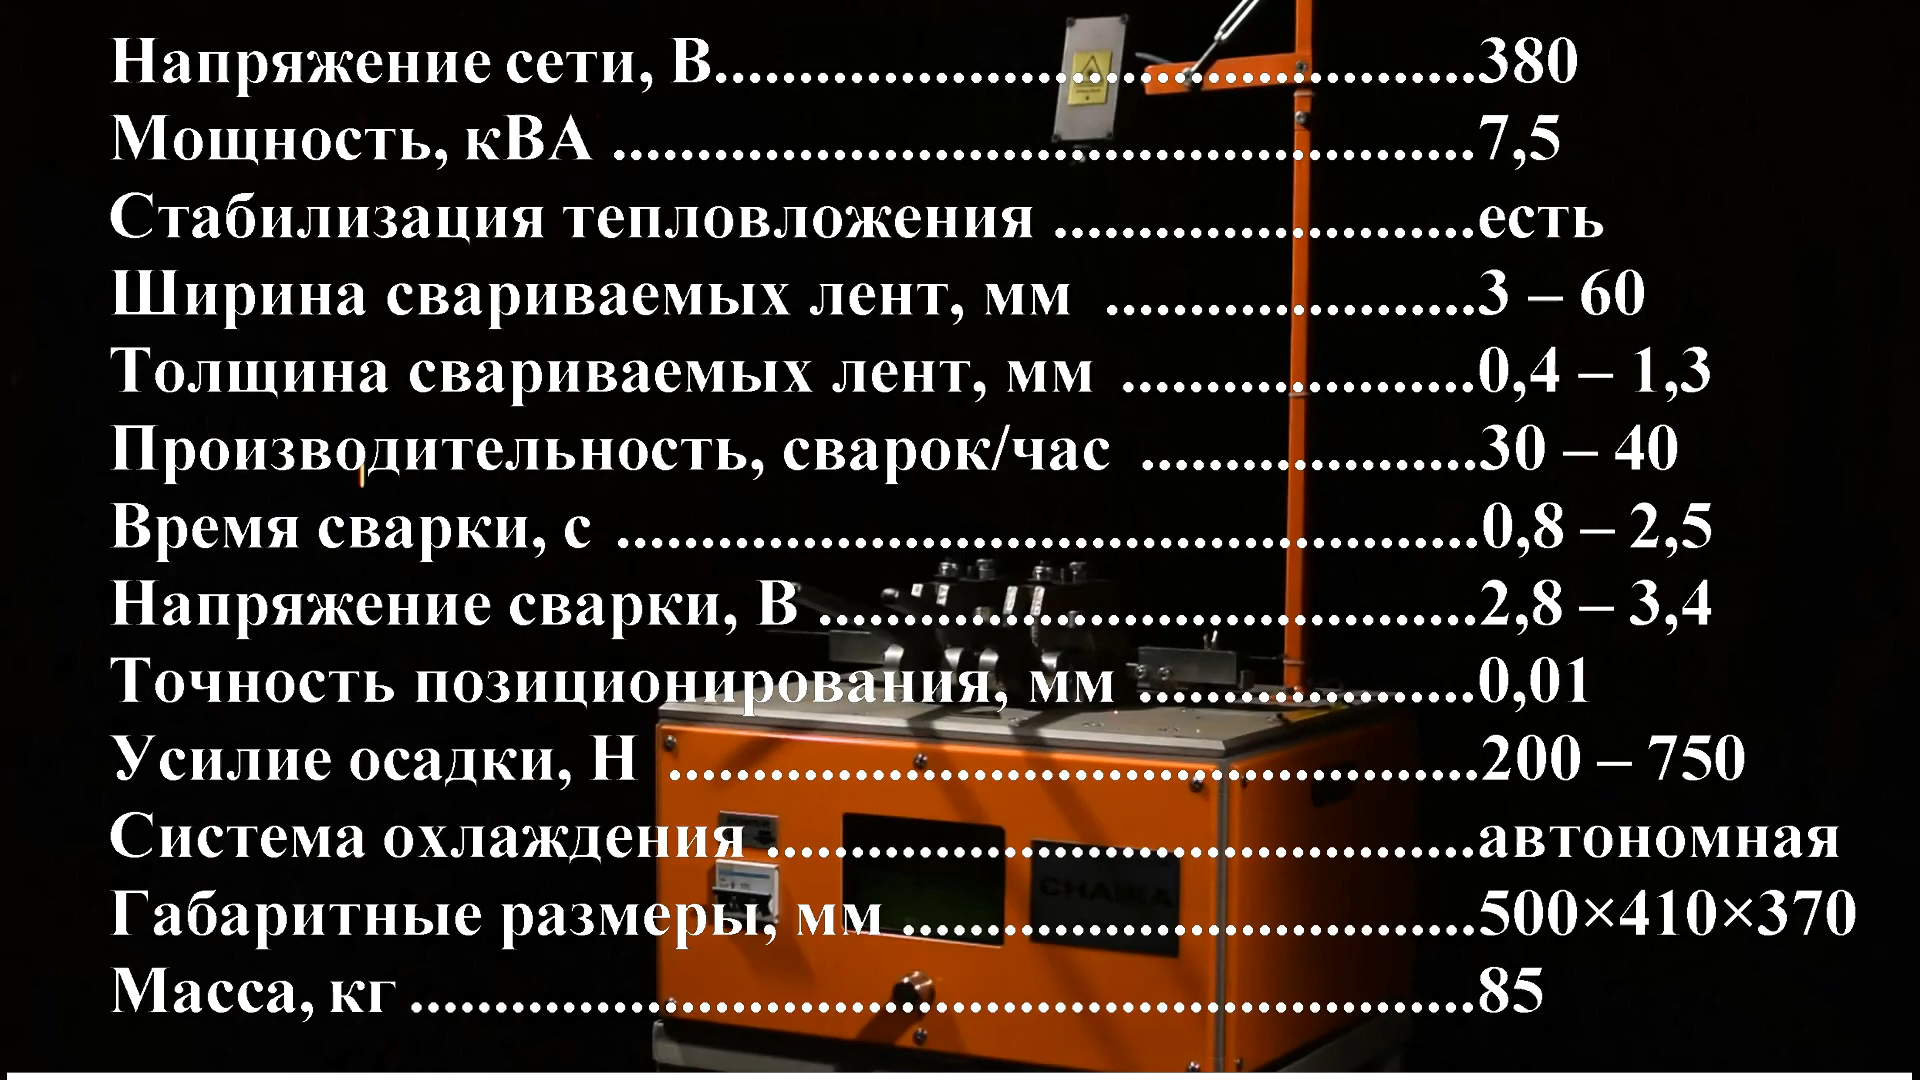 Напряжение сети, В.............................................380
Мощность, кВА ...................................................7,5
Стабилизация тепловложения .........................есть
Ширина свариваемых лент, мм ......................3 – 60
Толщина свариваемых лент, мм .....................0,4 – 1,3
Производительность, сварок/час ....................30 – 40
Время сварки, с ...................................................0,8 – 2,5
Напряжение сварки, В .......................................2,8 – 3,4
Точность позиционирования, мм ....................0,01
Усилие осадки, Н ................................................200 – 750
Система охлаждения ..........................................автономная
Габаритные размеры, мм ..................................500×410×370
Масса, кг ...............................................................85